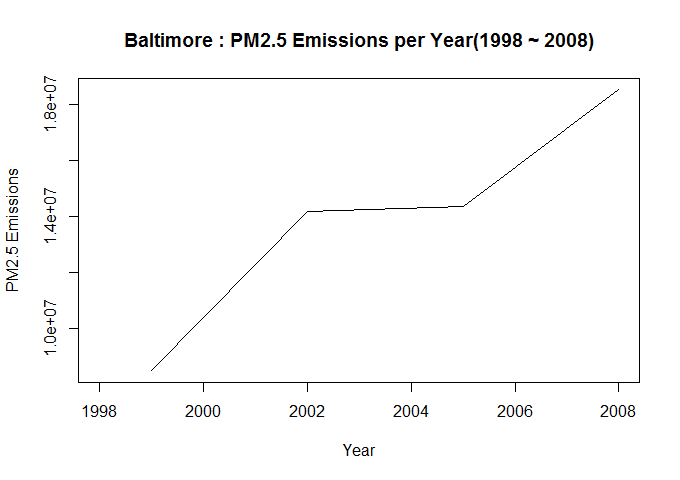 Baltimore : PM2.5 Emissions per Year(1998 ~ 2008)
1.8e+07
1.4e+07
1.0e+07
PM2.5 Emissions
1998 2000 2002 2004 2006 2008
Year